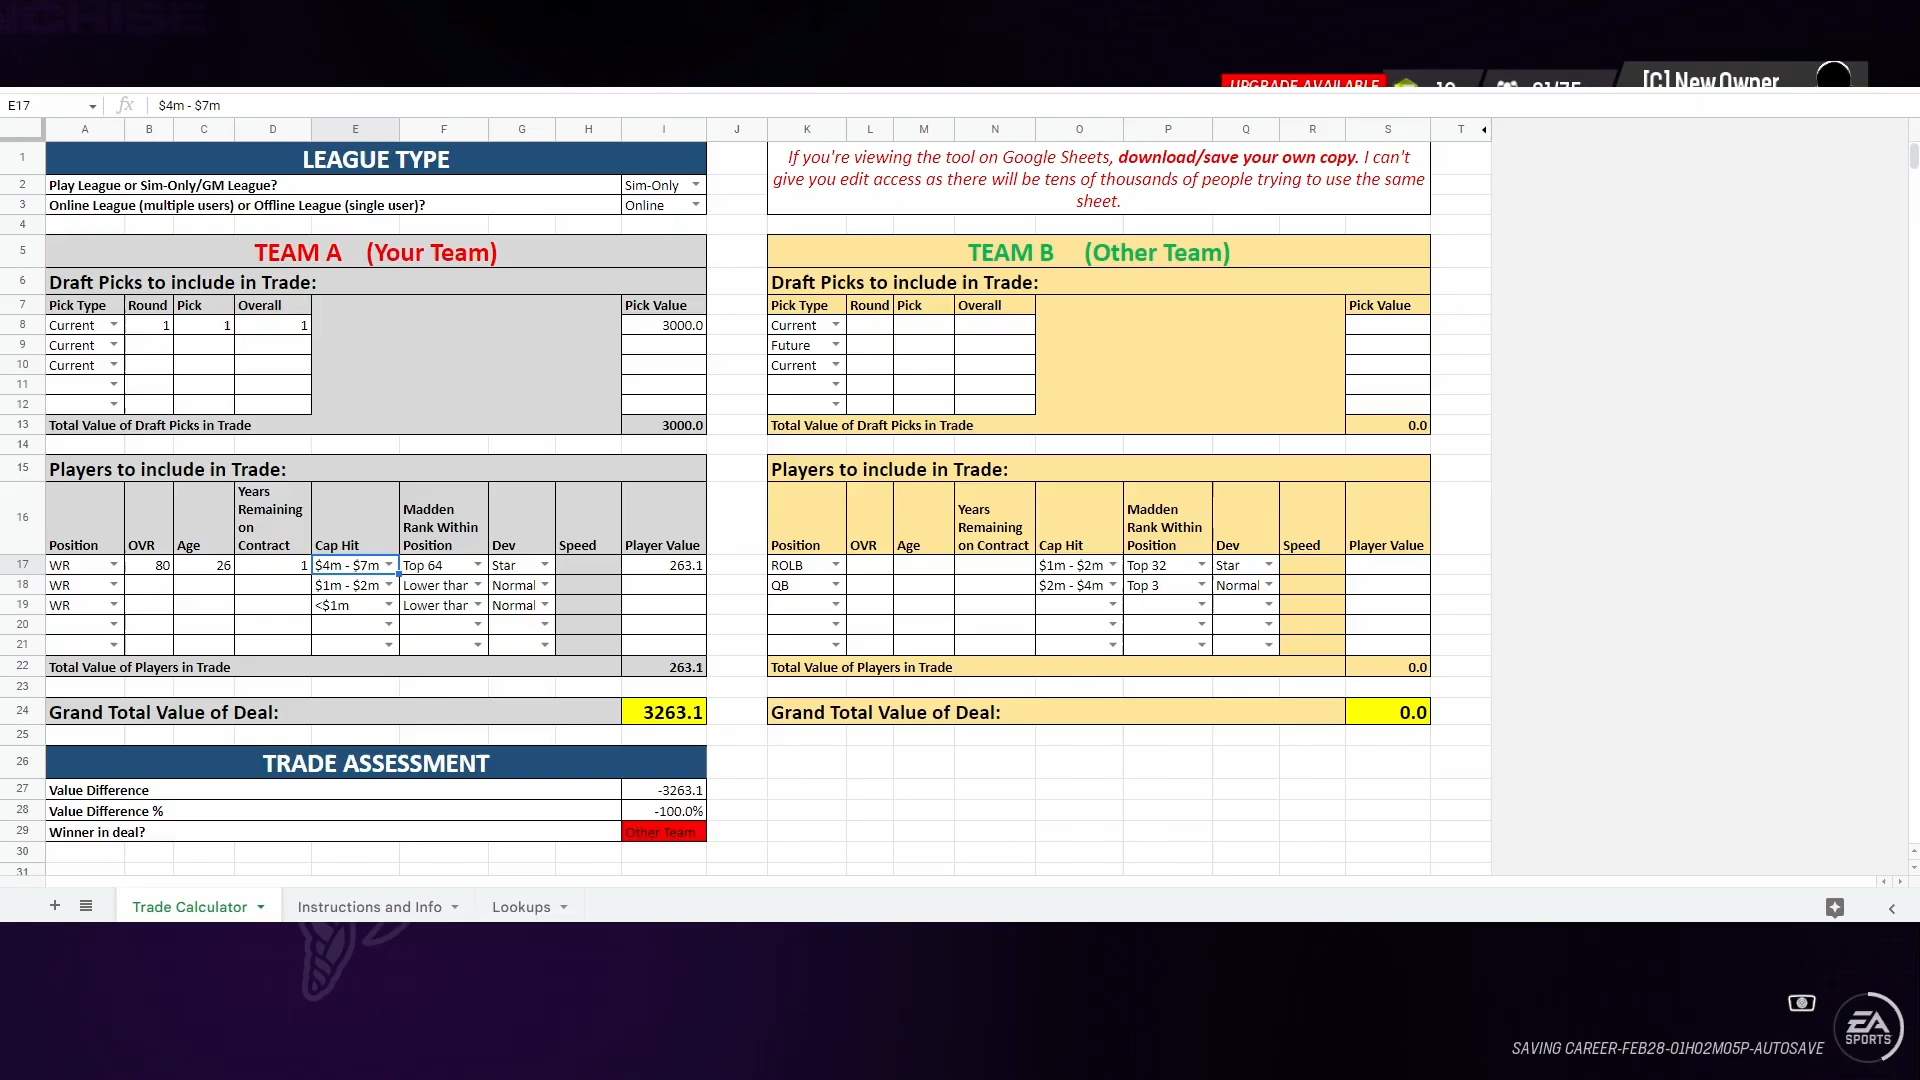 UPGRADE AVAILABLE
[C] New Owner
E17 fx $4m - $7m
A B C D E F G H I J K L M N O P Q R S T
1 LEAGUE TYPE
If you're viewing the tool on Google Sheets, download/save your own copy. I can't
give you edit access as there will be tens of thousands of people trying to use the same
sheet.
2 Play League or Sim-Only/GM League? Sim-Only
3 Online League (multiple users) or Offline League (single user)? Online
4
5 TEAM A (Your Team) TEAM B (Other Team)
6 Draft Picks to include in Trade: Draft Picks to include in Trade:
7 Pick Type Round Pick Overall Pick Value Pick Type Round Pick Overall Pick Value
8 Current 1 1 1 3000.0 Current
9 Current Future
10 Current Current
11
12
13 Total Value of Draft Picks in Trade 3000.0 Total Value of Draft Picks in Trade 0.0
14
15 Players to include in Trade: Players to include in Trade:
16 Position OVR Age Years Remaining on Contract Cap Hit Madden Rank Within Position Dev Speed Player Value Position OVR Age Years Remaining on Contract Cap Hit Madden Rank Within Position Dev Speed Player Value
17 WR 80 26 1 $4m - $7m Top 64 Star 263.1 ROLB $1m - $2m Top 32 Star
18 WR $1m - $2m Lower thar Normal QB $2m - $4m Top 3 Normal
19 WR <$1m Lower thar Normal
20
21
22 Total Value of Players in Trade 263.1 Total Value of Players in Trade 0.0
23
24 Grand Total Value of Deal: 3263.1 Grand Total Value of Deal: 0.0
25
26 TRADE ASSESSMENT
27 Value Difference -3263.1
28 Value Difference % -100.0%
29 Winner in deal? Other Team
30
31
+ Trade Calculator Instructions and Info Lookups
EA
SPORTS
SAVING CAREER-FEB28-01H02M05P-AUTOSAVE